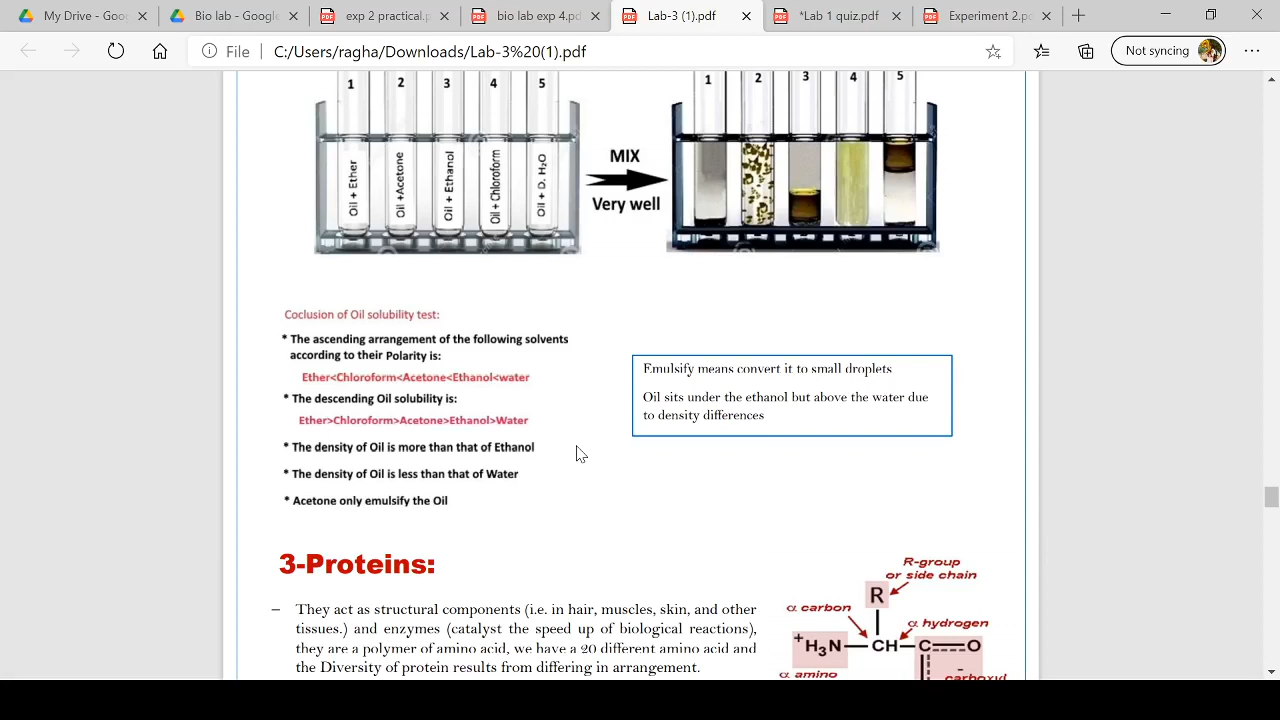 My Drive - Goo
Bio lab - Google
exp 2 practical.p
bio lab exp 4.pd
Lab-3 (1).pdf
*Lab 1 quiz.pdf
Experiment 2.pd
File
C:/Users/ragha/Downloads/Lab-3%20(1).pdf
Not syncing
1 2 3 4 5
Oil + Ether
Oil +Acetone
Oil + Ethanol
Oil + Chloroform
Oil + D. H₂O
MIX
Very well
1 2 3 4 5
Coclusion of Oil solubility test:
* The ascending arrangement of the following solvents
according to their Polarity is:
Ether<Chloroform<Acetone<Ethanol<water
* The descending Oil solubility is:
Ether>Chloroform>Acetone>Ethanol>Water
* The density of Oil is more than that of Ethanol
* The density of Oil is less than that of Water
* Acetone only emulsify the Oil
Emulsify means convert it to small droplets
Oil sits under the ethanol but above the water due
to density differences
3-Proteins:
– They act as structural components (i.e. in hair, muscles, skin, and other
tissues.) and enzymes (catalyst the speed up of biological reactions),
they are a polymer of amino acid, we have a 20 different amino acid and
the Diversity of protein results from differing in arrangement.
R-group
or side chain
R
α carbon
α hydrogen
⁺H₃N—CH—C═O
α amino
carboxyl